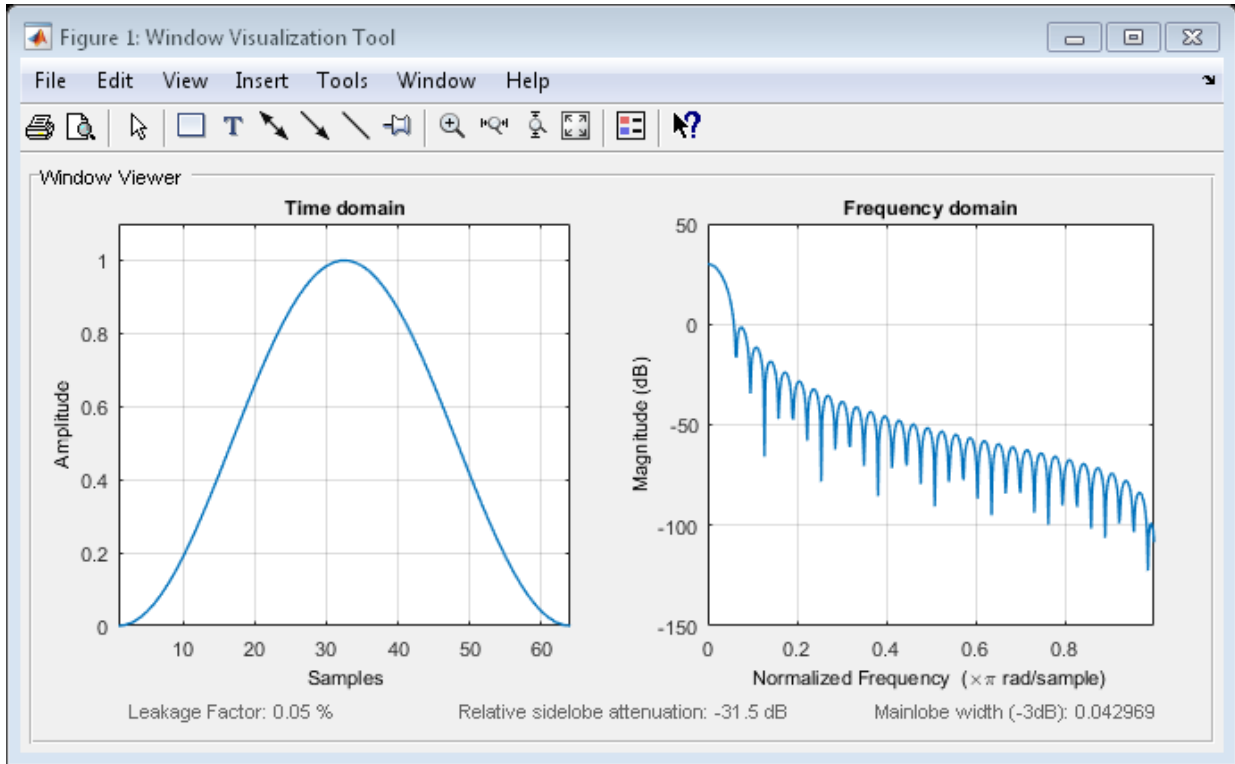 Figure 1: Window Visualization Tool
File Edit View Insert Tools Window Help
T
?
Window Viewer
Time domain
1
0.8
0.6
0.4
0.2
0
Amplitude
10 20 30 40 50 60
Samples
Frequency domain
50
0
-50
-100
-150
Magnitude (dB)
0 0.2 0.4 0.6 0.8
Normalized Frequency (×π rad/sample)
Leakage Factor: 0.05 % Relative sidelobe attenuation: -31.5 dB Mainlobe width (-3dB): 0.042969